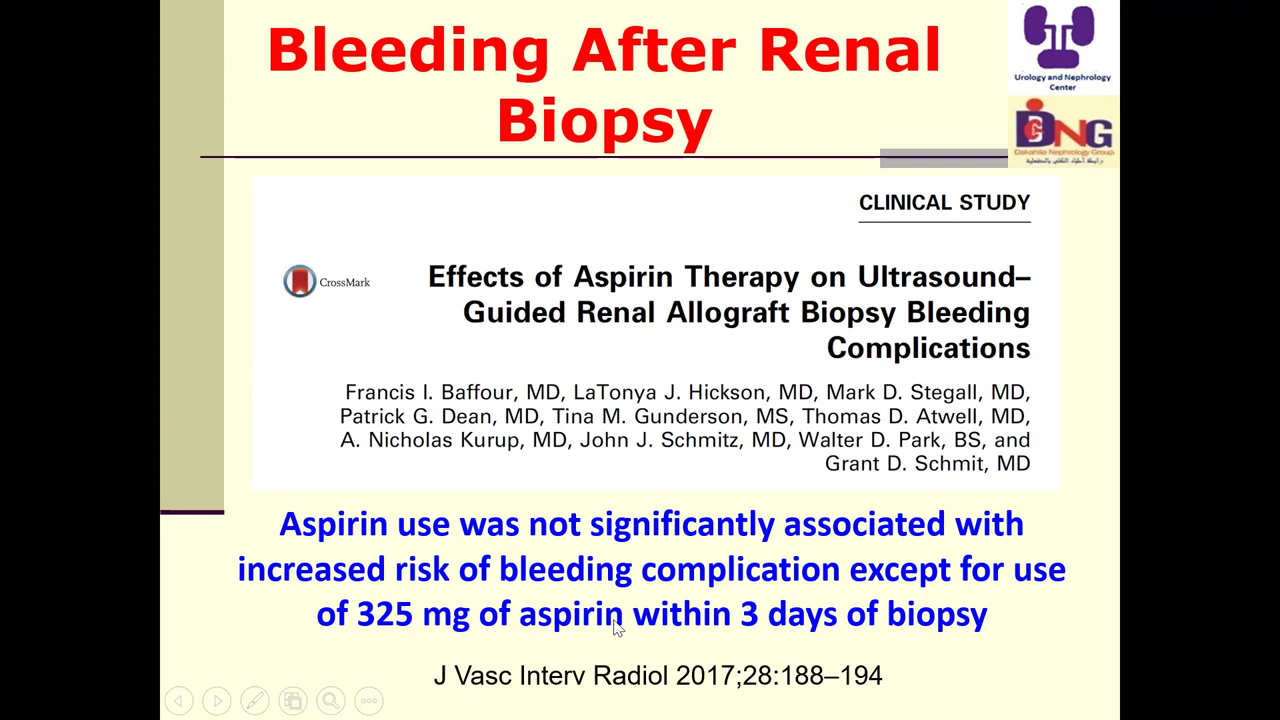 Bleeding After Renal
Biopsy
Urology and Nephrology
Center
DNG
Dakahlia Nephrology Group
CLINICAL STUDY
CrossMark
Effects of Aspirin Therapy on Ultrasound–
Guided Renal Allograft Biopsy Bleeding
Complications
Francis I. Baffour, MD, LaTonya J. Hickson, MD, Mark D. Stegall, MD,
Patrick G. Dean, MD, Tina M. Gunderson, MS, Thomas D. Atwell, MD,
A. Nicholas Kurup, MD, John J. Schmitz, MD, Walter D. Park, BS, and
Grant D. Schmit, MD
Aspirin use was not significantly associated with
increased risk of bleeding complication except for use
of 325 mg of aspirin within 3 days of biopsy
J Vasc Interv Radiol 2017;28:188–194